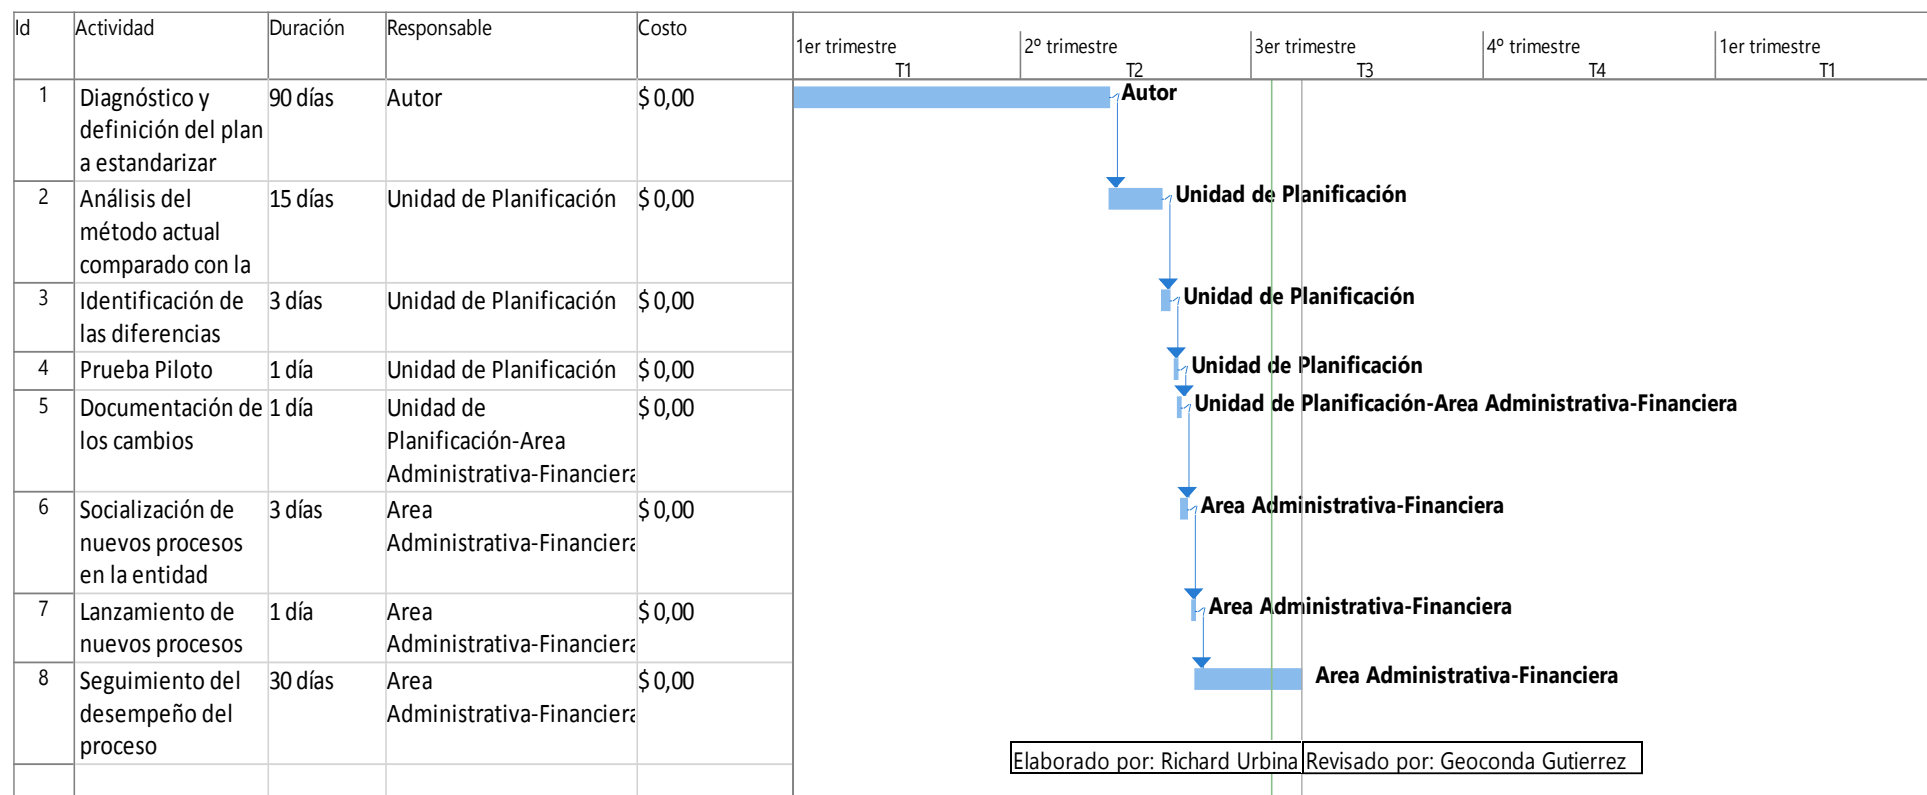 Id Actividad Duración Responsable Costo
1er trimestre 2º trimestre 3er trimestre 4º trimestre 1er trimestre
T1 T2 T3 T4 T1
1 Diagnóstico y 90 días Autor $ 0,00 Autor
definición del plan
a estandarizar
2 Análisis del 15 días Unidad de Planificación $ 0,00 Unidad de Planificación
método actual
comparado con la
3 Identificación de 3 días Unidad de Planificación $ 0,00 Unidad de Planificación
las diferencias
4 Prueba Piloto 1 día Unidad de Planificación $ 0,00 Unidad de Planificación
5 Documentación de 1 día Unidad de $ 0,00 Unidad de Planificación-Area Administrativa-Financiera
los cambios Planificación-Area
Administrativa-Financiera
6 Socialización de 3 días Area $ 0,00 Area Administrativa-Financiera
nuevos procesos Administrativa-Financiera
en la entidad
7 Lanzamiento de 1 día Area $ 0,00 Area Administrativa-Financiera
nuevos procesos Administrativa-Financiera
8 Seguimiento del 30 días Area $ 0,00 Area Administrativa-Financiera
desempeño del Administrativa-Financiera
proceso
Elaborado por: Richard Urbina Revisado por: Geoconda Gutierrez